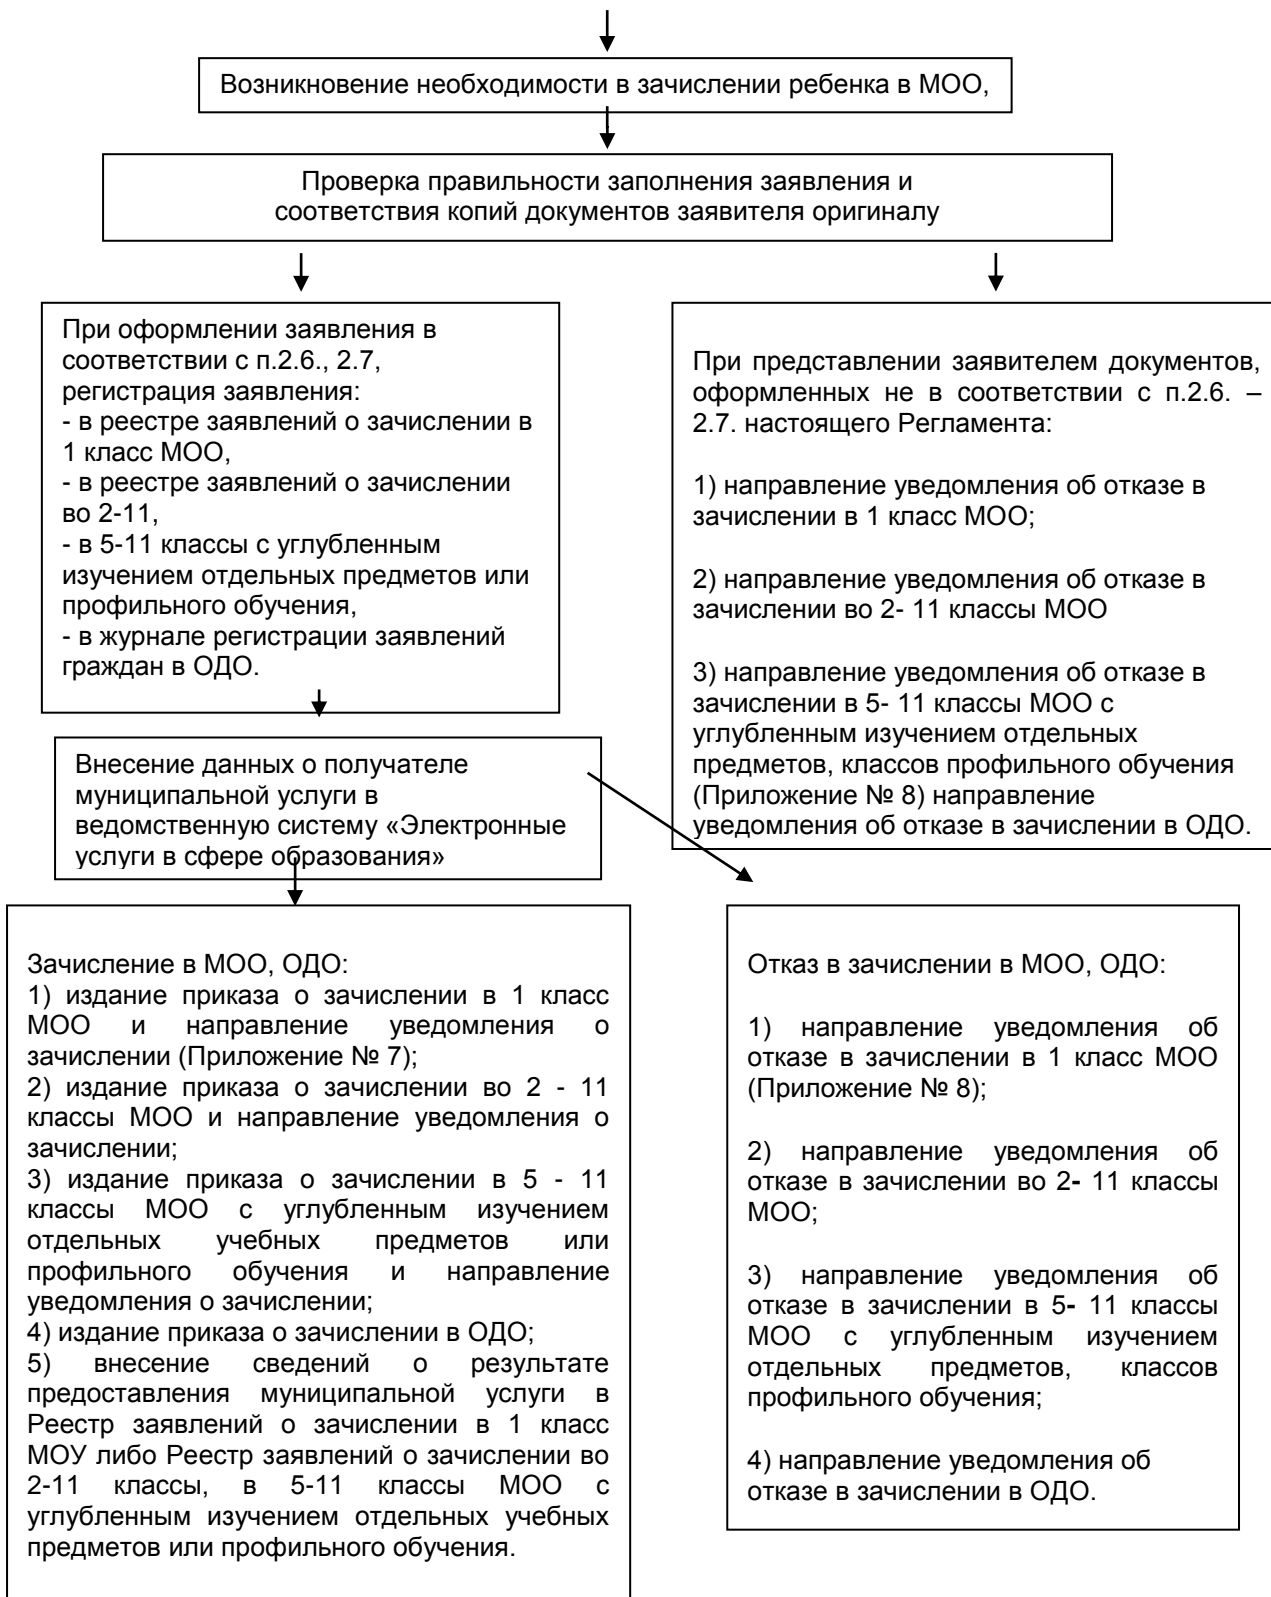 Возникновение необходимости в зачислении ребенка в МОО,
Проверка правильности заполнения заявления и
соответствия копий документов заявителя оригиналу
При оформлении заявления в
соответствии с п.2.6., 2.7,
регистрация заявления:
- в реестре заявлений о зачислении в
1 класс МОО,
- в реестре заявлений о зачислении
во 2-11,
- в 5-11 классы с углубленным
изучением отдельных предметов или
профильного обучения,
- в журнале регистрации заявлений
граждан в ОДО.
При представлении заявителем документов,
оформленных не в соответствии с п.2.6. –
2.7. настоящего Регламента:
1) направление уведомления об отказе в
зачислении в 1 класс МОО;
2) направление уведомления об отказе в
зачислении во 2- 11 классы МОО
3) направление уведомления об отказе в
зачислении в 5- 11 классы МОО с
углубленным изучением отдельных
предметов, классов профильного обучения
(Приложение № 8) направление
уведомления об отказе в зачислении в ОДО.
Внесение данных о получателе
муниципальной услуги в
ведомственную систему «Электронные
услуги в сфере образования»
Зачисление в МОО, ОДО:
1) издание приказа о зачислении в 1 класс
МОО и направление уведомления о
зачислении (Приложение № 7);
2) издание приказа о зачислении во 2 - 11
классы МОО и направление уведомления о
зачислении;
3) издание приказа о зачислении в 5 - 11
классы МОО с углубленным изучением
отдельных учебных предметов или
профильного обучения и направление
уведомления о зачислении;
4) издание приказа о зачислении в ОДО;
5) внесение сведений о результате
предоставления муниципальной услуги в
Реестр заявлений о зачислении в 1 класс
МОУ либо Реестр заявлений о зачислении во
2-11 классы, в 5-11 классы МОО с
углубленным изучением отдельных учебных
предметов или профильного обучения.
Отказ в зачислении в МОО, ОДО:
1) направление уведомления об
отказе в зачислении в 1 класс МОО
(Приложение № 8);
2) направление уведомления об
отказе в зачислении во 2- 11 классы
МОО;
3) направление уведомления об
отказе в зачислении в 5- 11 классы
МОО с углубленным изучением
отдельных предметов, классов
профильного обучения;
4) направление уведомления об
отказе в зачислении в ОДО.